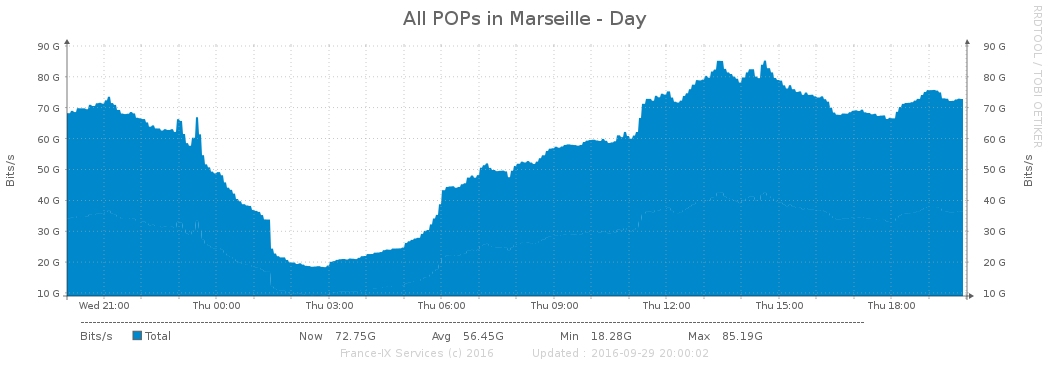 All POPs in Marseille - Day
RRDTOOL / TOBI OETIKER
90 G 90 G
80 G 80 G
70 G 70 G
60 G 60 G
50 G 50 G
40 G 40 G
30 G 30 G
20 G 20 G
10 G 10 G
Bits/s
Bits/s
Wed 21:00 Thu 00:00 Thu 03:00 Thu 06:00 Thu 09:00 Thu 12:00 Thu 15:00 Thu 18:00
Bits/s Total Now 72.75G Avg 56.45G Min 18.28G Max 85.19G
France-IX Services (c) 2016 Updated : 2016-09-29 20:00:02